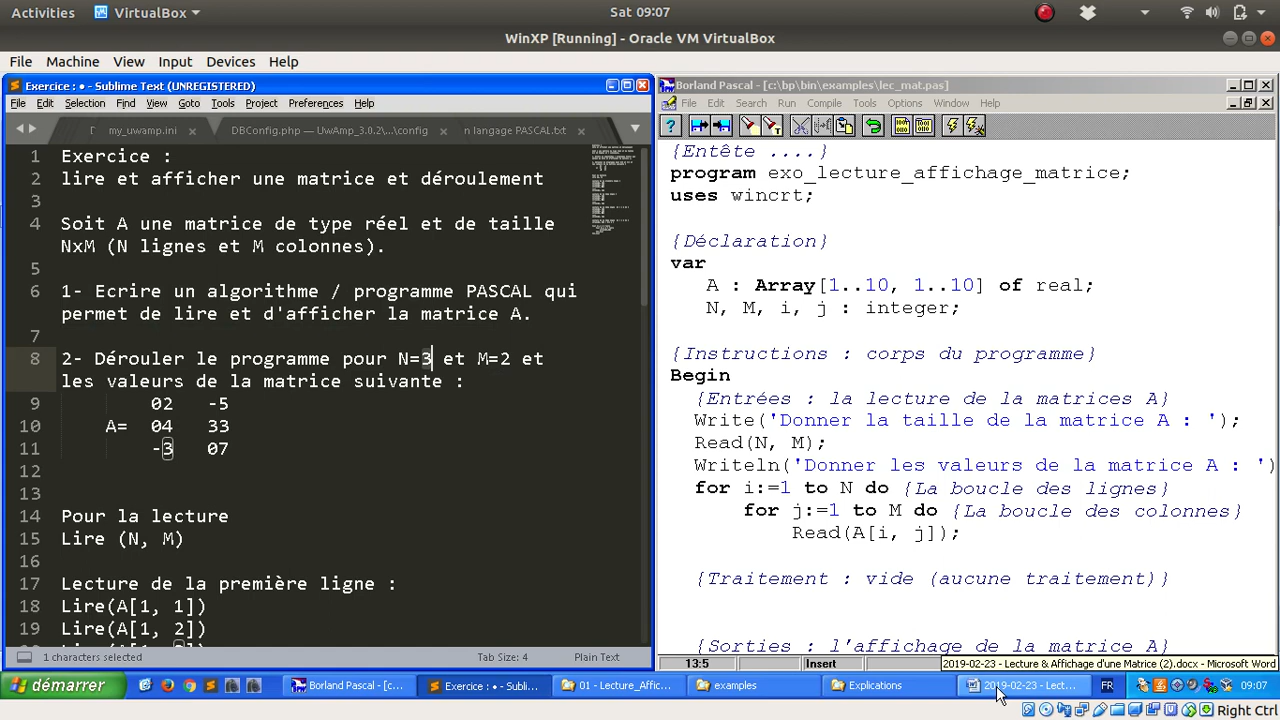 Activities VirtualBox Sat 09:07
WinXP [Running] - Oracle VM VirtualBox
File Machine View Input Devices Help
Exercice : • - Sublime Text (UNREGISTERED)
File Edit Selection Find View Goto Tools Project Preferences Help
my_uwamp.ini × DBConfig.php — UwAmp_3.0.2\...\config × n langage PASCAL.txt ×
1 Exercice :
2 lire et afficher une matrice et déroulement
3
4 Soit A une matrice de type réel et de taille
NxM (N lignes et M colonnes).
5
6 1- Ecrire un algorithme / programme PASCAL qui
permet de lire et d'afficher la matrice A.
7
8 2- Dérouler le programme pour N=3 et M=2 et
les valeurs de la matrice suivante :
9 02 -5
10 A= 04 33
11 -3 07
12
13
14 Pour la lecture
15 Lire (N, M)
16
17 Lecture de la première ligne :
18 Lire(A[1, 1])
19 Lire(A[1, 2])
1 characters selected Tab Size: 4 Plain Text
Borland Pascal - [c:\bp\bin\examples\lec_mat.pas]
File Edit Search Run Compile Tools Options Window Help
{Entête ....}
program exo_lecture_affichage_matrice;
uses wincrt;
{Déclaration}
var
A : Array[1..10, 1..10] of real;
N, M, i, j : integer;
{Instructions : corps du programme}
Begin
{Entrées : la lecture de la matrices A}
Write('Donner la taille de la matrice A : ');
Read(N, M);
Writeln('Donner les valeurs de la matrice A : ')
for i:=1 to N do {La boucle des lignes}
for j:=1 to M do {La boucle des colonnes}
Read(A[i, j]);
{Traitement : vide (aucune traitement)}
{Sorties : l'affichage de la matrice A}
13:5 Insert
2019-02-23 - Lecture & Affichage d'une Matrice (2).docx - Microsoft Word
démarrer Borland Pascal - [c... Exercice : • - Subli... 01 - Lecture_Affic... examples Explications 2019-02-23 - Lect... FR 09:07
Right Ctrl